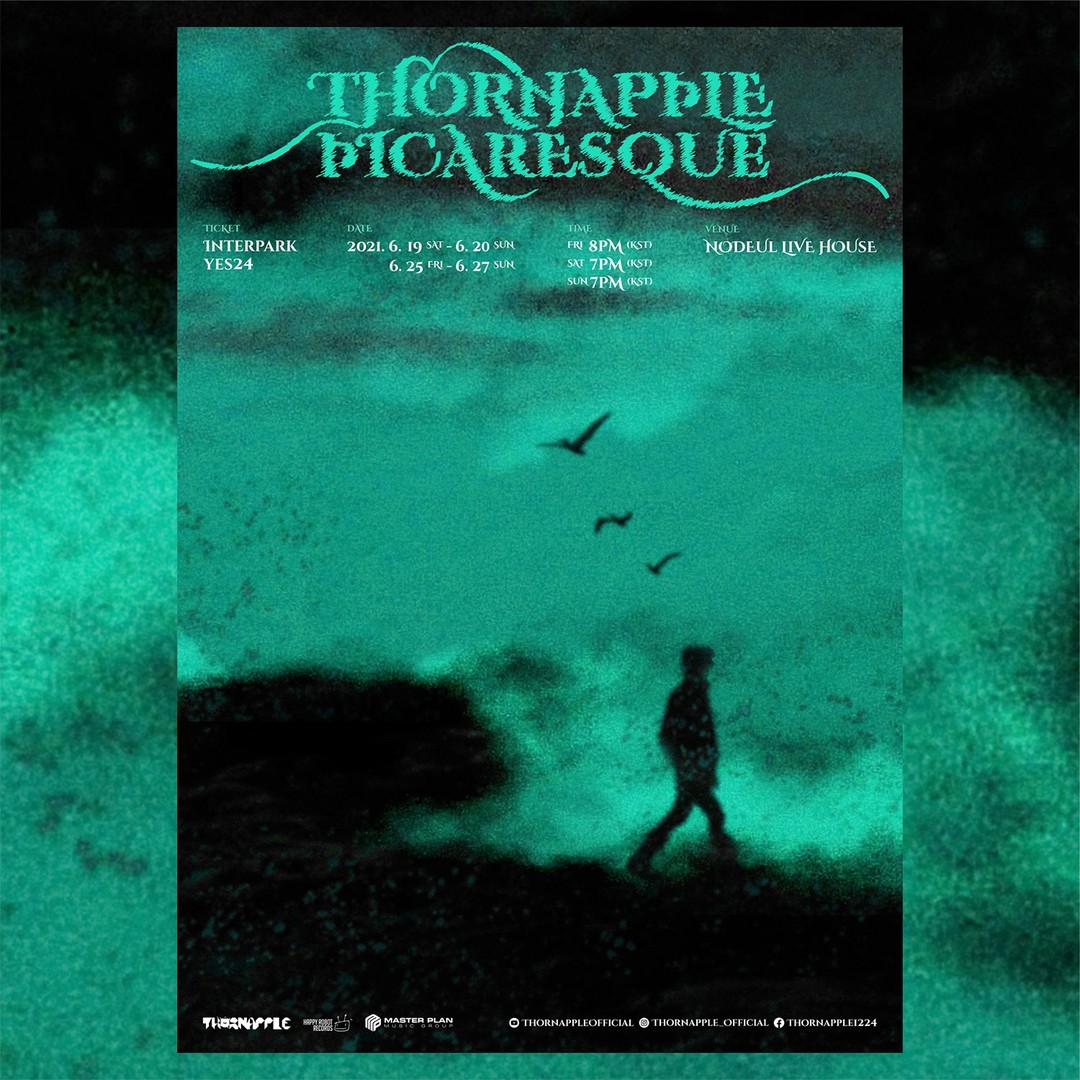 THORNAPPLE
PICARESQUE
TICKET
INTERPARK
YES24
DATE
2021. 6. 19 SAT - 6. 20 SUN
6. 25 FRI - 6. 27 SUN
TIME
FRI 8PM (KST)
SAT 7PM (KST)
SUN 7PM (KST)
VENUE
NODEUL LIVE HOUSE
THORNAPPLE
HAPPY ROBOT
RECORDS
MASTER PLAN
MUSIC GROUP
THORNAPPLEOFFICIAL
THORNAPPLE_OFFICIAL
THORNAPPLE1224